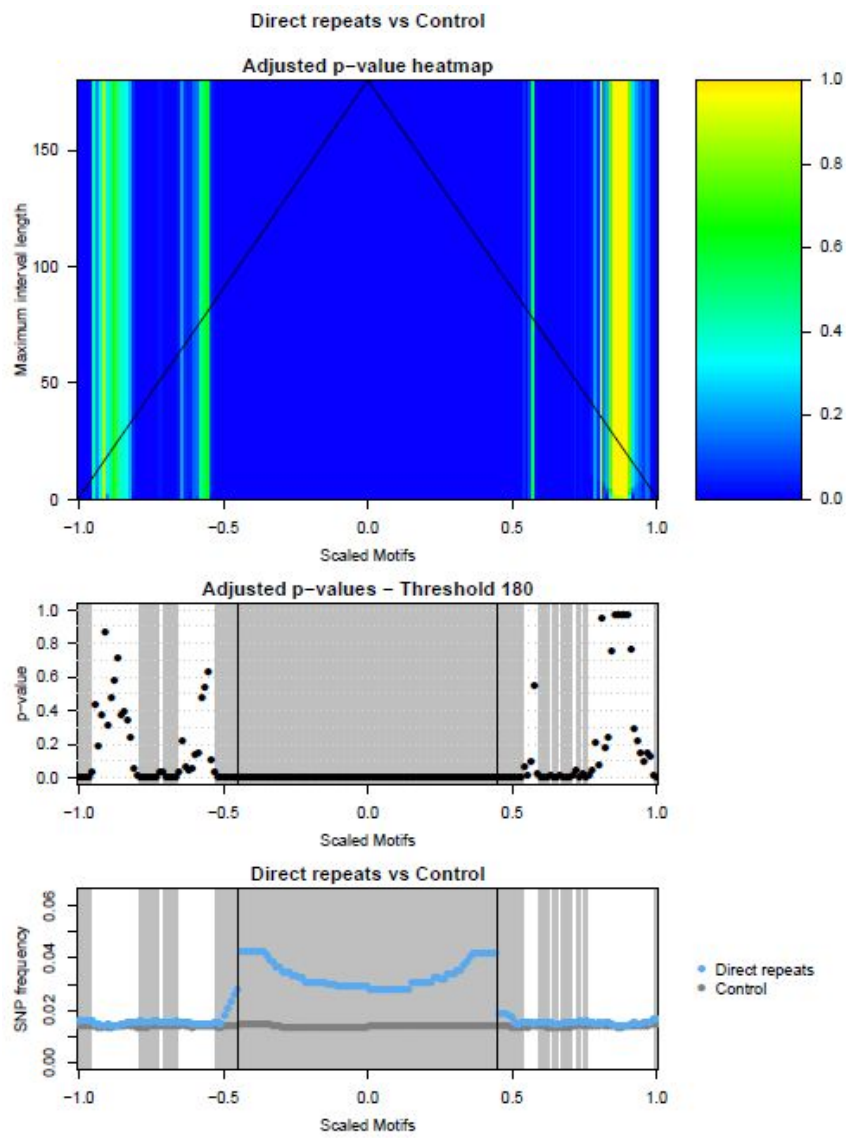 Direct repeats vs Control
Adjusted p−value heatmap
Maximum interval length
150
100
50
0
−1.0 −0.5 0.0 0.5 1.0
Scaled Motifs
1.0
0.8
0.6
0.4
0.2
0.0
Adjusted p−values − Threshold 180
p−value
1.0
0.8
0.6
0.4
0.2
0.0
−1.0 −0.5 0.0 0.5 1.0
Scaled Motifs
Direct repeats vs Control
SNP frequency
0.06
0.04
0.02
0.00
−1.0 −0.5 0.0 0.5 1.0
Scaled Motifs
Direct repeats
Control